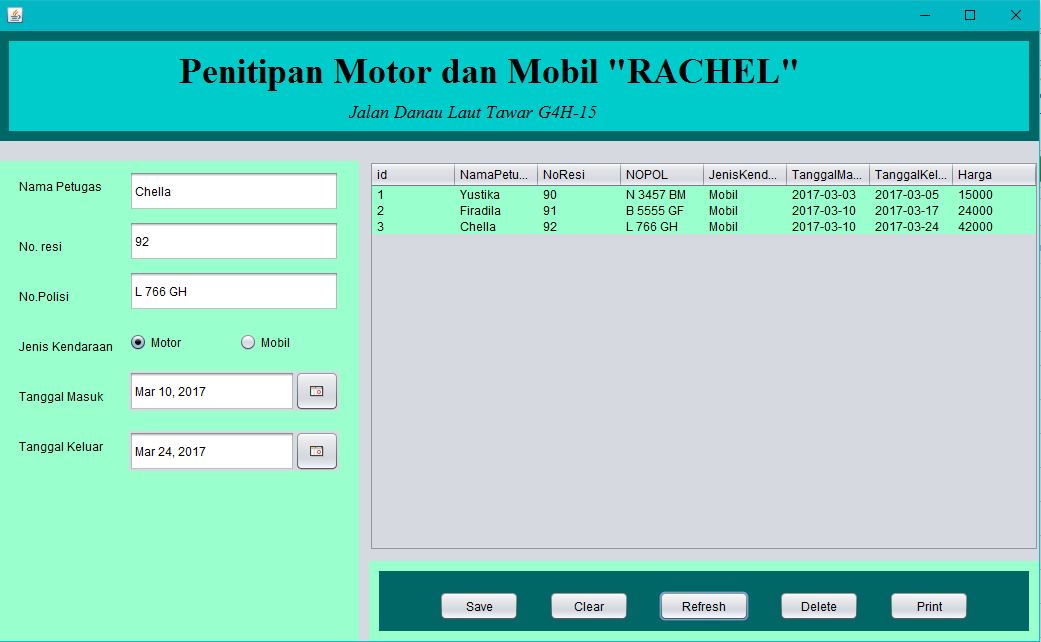 Penitipan Motor dan Mobil "RACHEL"
Jalan Danau Laut Tawar G4H-15
Nama Petugas Chella
No. resi 92
No.Polisi L 766 GH
Jenis Kendaraan Motor Mobil
Tanggal Masuk Mar 10, 2017
Tanggal Keluar Mar 24, 2017
id NamaPetu... NoResi NOPOL JenisKend... TanggalMa... TanggalKel... Harga
1 Yustika 90 N 3457 BM Mobil 2017-03-03 2017-03-05 15000
2 Firadila 91 B 5555 GF Mobil 2017-03-10 2017-03-17 24000
3 Chella 92 L 766 GH Mobil 2017-03-10 2017-03-24 42000
Save Clear Refresh Delete Print